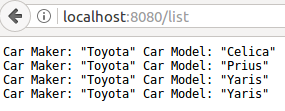 localhost:8080/list
Car Maker: "Toyota" Car Model: "Celica"
Car Maker: "Toyota" Car Model: "Prius"
Car Maker: "Toyota" Car Model: "Yaris"
Car Maker: "Toyota" Car Model: "Yaris"